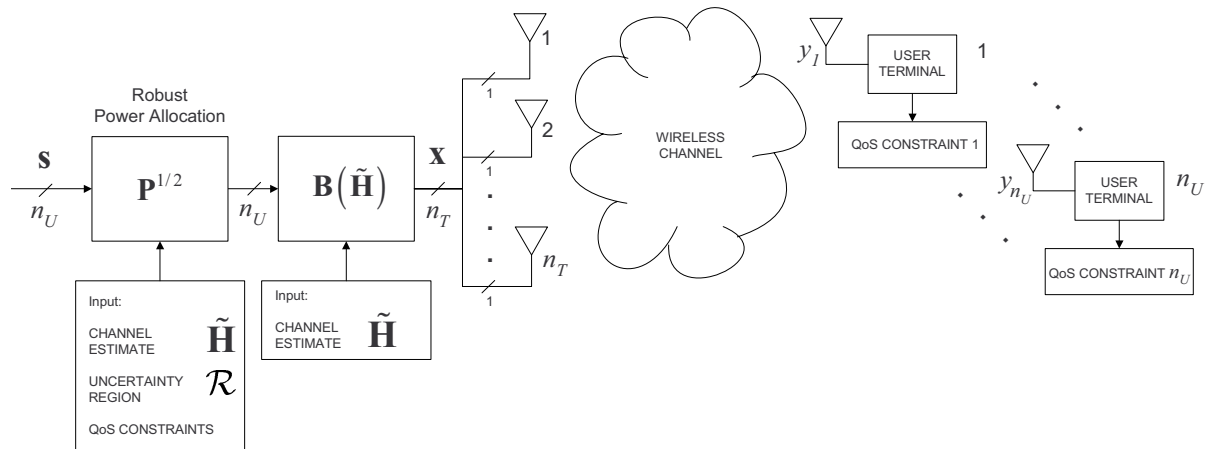 Robust
Power Allocation
s
n_U
P^{1/2}
n_U
B(H̃)
x
n_T
1
1
2
1
n_T
1
WIRELESS
CHANNEL
y_1
USER
TERMINAL
1
QoS CONSTRAINT 1
y_{n_U}
USER
TERMINAL
n_U
QoS CONSTRAINT n_U
Input:
CHANNEL
ESTIMATE H̃
UNCERTAINTY
REGION ℛ
QoS CONSTRAINTS
Input:
CHANNEL
ESTIMATE H̃